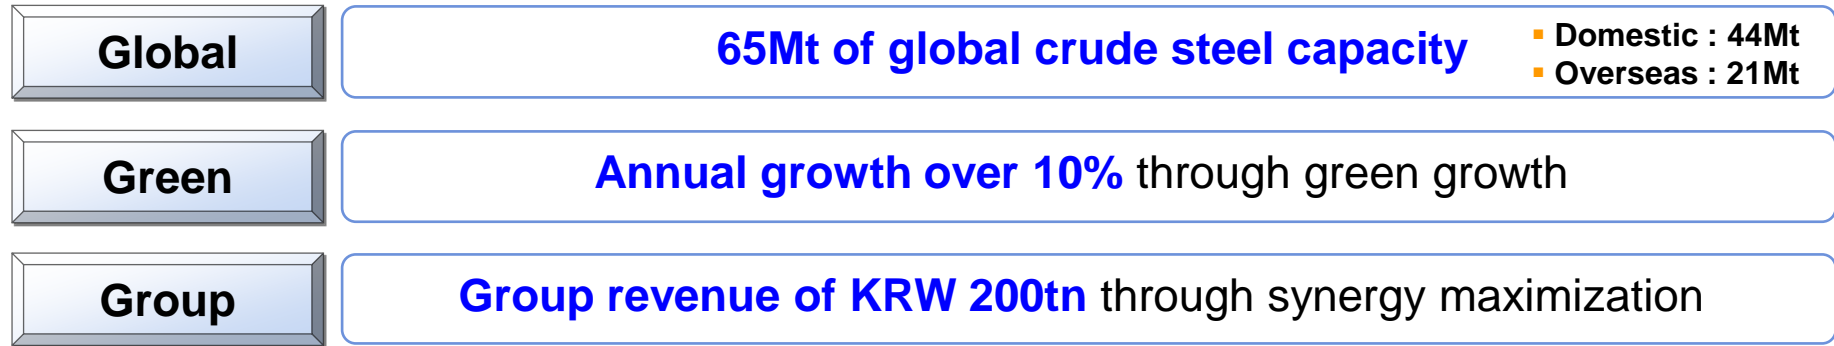 Global
65Mt of global crude steel capacity
Domestic : 44Mt
Overseas : 21Mt
Green
Annual growth over 10% through green growth
Group
Group revenue of KRW 200tn through synergy maximization